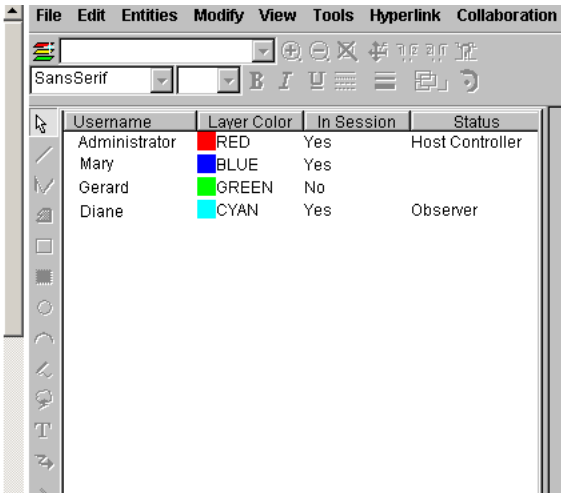 File Edit Entities Modify View Tools Hyperlink Collaboration
SansSerif B I U
Username Layer Color In Session Status
Administrator RED Yes Host Controller
Mary BLUE Yes
Gerard GREEN No
Diane CYAN Yes Observer
T